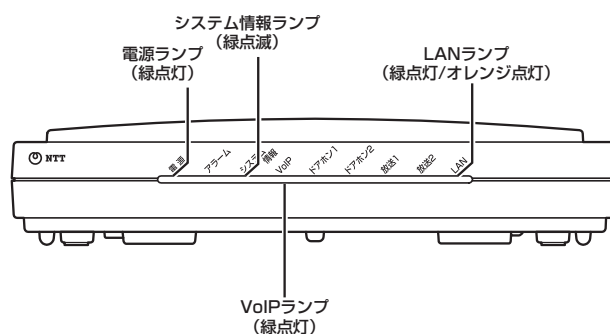 システム情報ランプ
（緑点滅）
電源ランプ
（緑点灯）
LANランプ
（緑点灯/オレンジ点灯）
NTT
電源
アラーム
システム
情報
VoIP
ドアホン1
ドアホン2
放送1
放送2
LAN
VoIPランプ
（緑点灯）